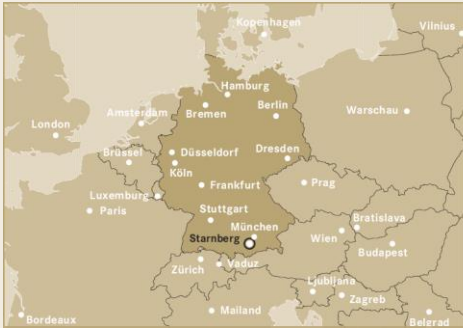 Kopenhagen
Vilnius
Hamburg
Amsterdam
Bremen
Berlin
Warschau
London
Brüssel
Düsseldorf
Dresden
Köln
Prag
Luxemburg
Frankfurt
Paris
Stuttgart
Bratislava
München
Wien
Starnberg
Budapest
Zürich
Vaduz
Ljubljana
Zagreb
Mailand
Bordeaux
Belgrad